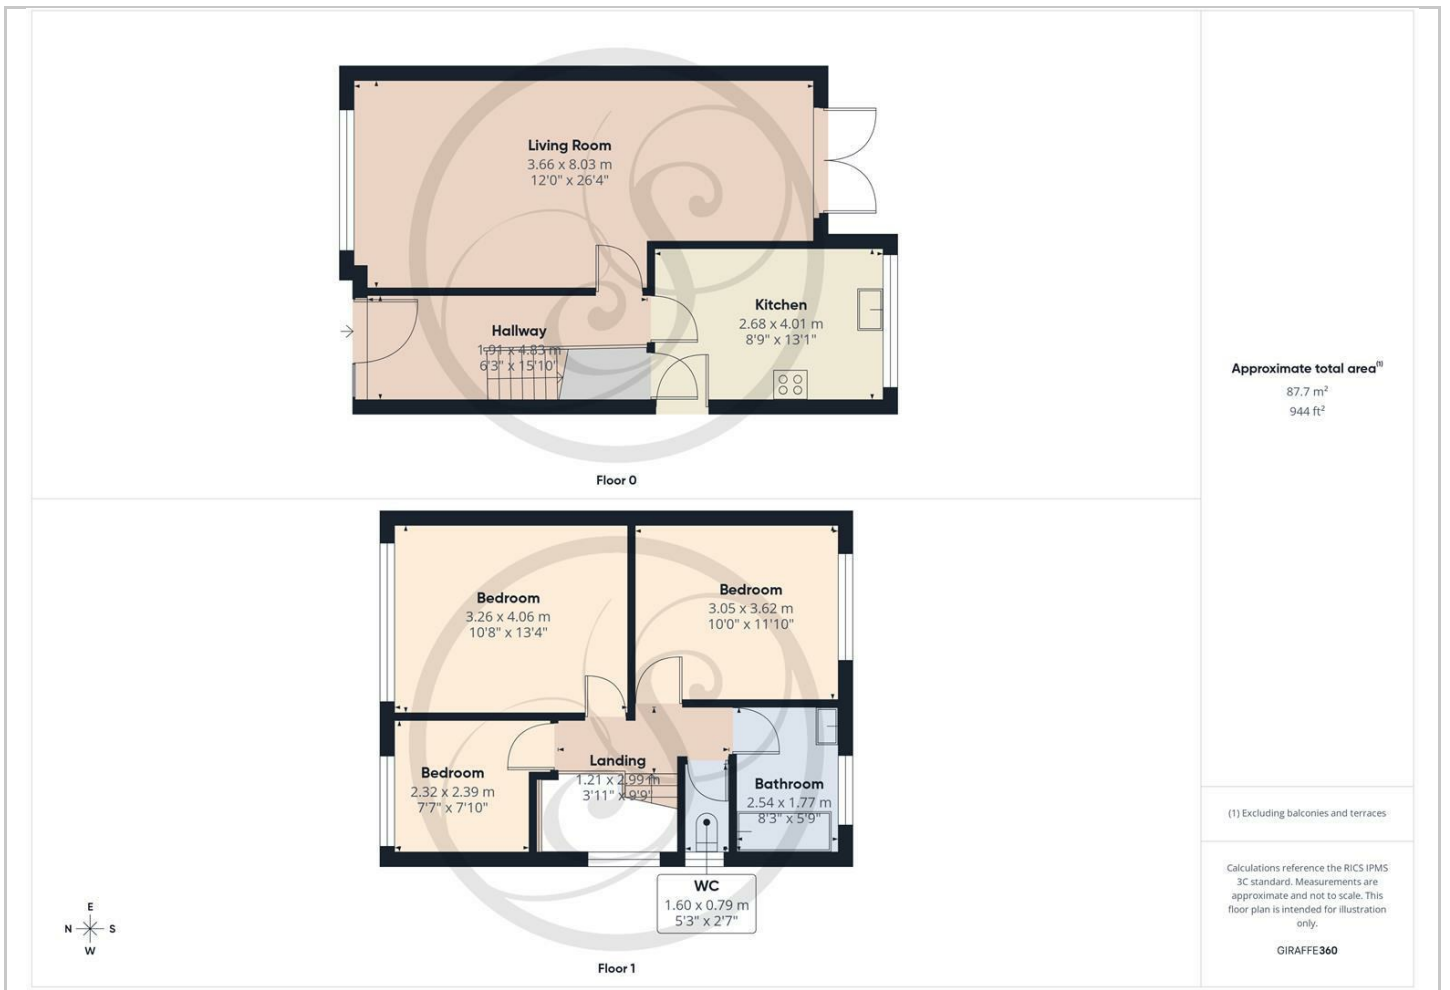 Living Room
3.66 x 8.03 m
12'0" x 26'4"
Kitchen
2.68 x 4.01 m
8'9" x 13'1"
Hallway
1.91 x 4.83 m
6'3" x 15'10"
Floor 0
Bedroom
3.26 x 4.06 m
10'8" x 13'4"
Bedroom
3.05 x 3.62 m
10'0" x 11'10"
Bedroom
2.32 x 2.39 m
7'7" x 7'10"
Landing
1.21 x 2.99 m
3'11" x 9'9"
Bathroom
2.54 x 1.77 m
8'3" x 5'9"
WC
1.60 x 0.79 m
5'3" x 2'7"
Floor 1
E
N S
W
Approximate total area(1)
87.7 m²
944 ft²
(1) Excluding balconies and terraces
Calculations reference the RICS IPMS
3C standard. Measurements are
approximate and not to scale. This
floor plan is intended for illustration
only.
GIRAFFE360